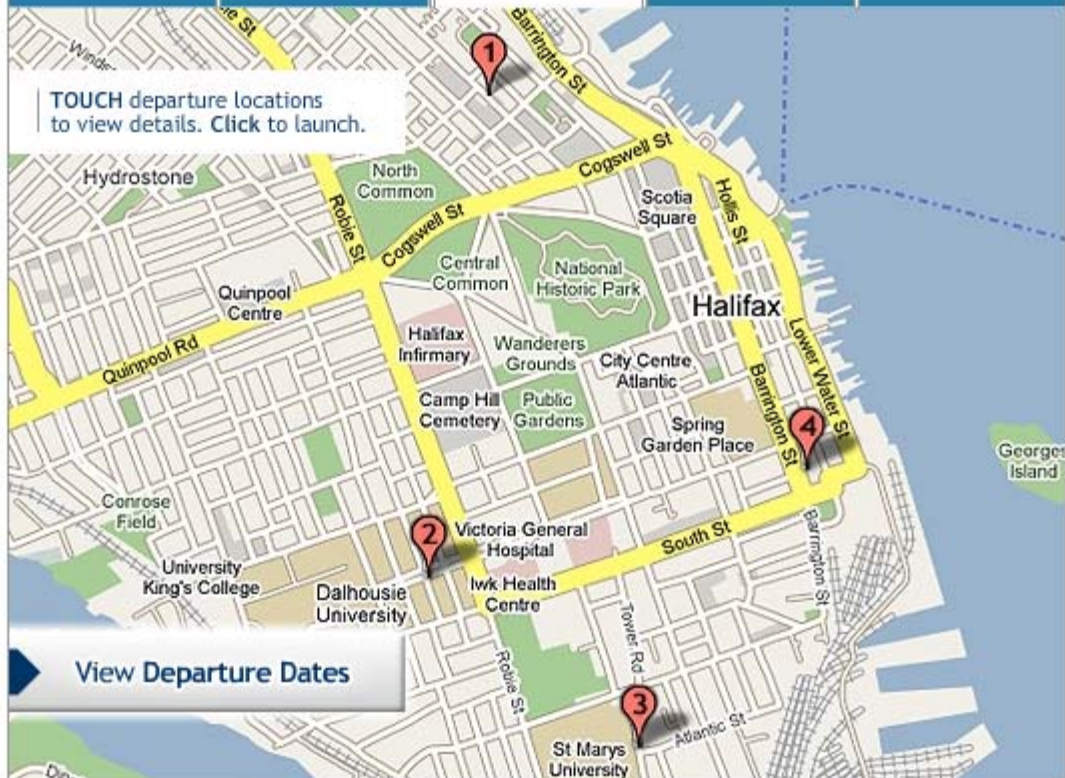 Barrington St
1
TOUCH departure locations
to view details. Click to launch.
Hydrostone
North
Common
Cogswell St
Robie St
Cogswell St
Scotia
Square
Hollis St
Central
Common
National
Historic Park
Quinpool
Centre
Halifax
Halifax
Infirmary
Wanderers
Grounds
Quinpool Rd
City Centre
Atlantic
Lower Water St
Camp Hill
Cemetery
Public
Gardens
Barrington St
Spring
Garden Place
4
Georges
Island
Conrose
Field
2
Victoria General
Hospital
South St
Barrington St
University
King's College
Dalhousie
University
Iwk Health
Centre
Tower Rd
View Departure Dates
Robie St
3
Atlantic St
St Marys
University